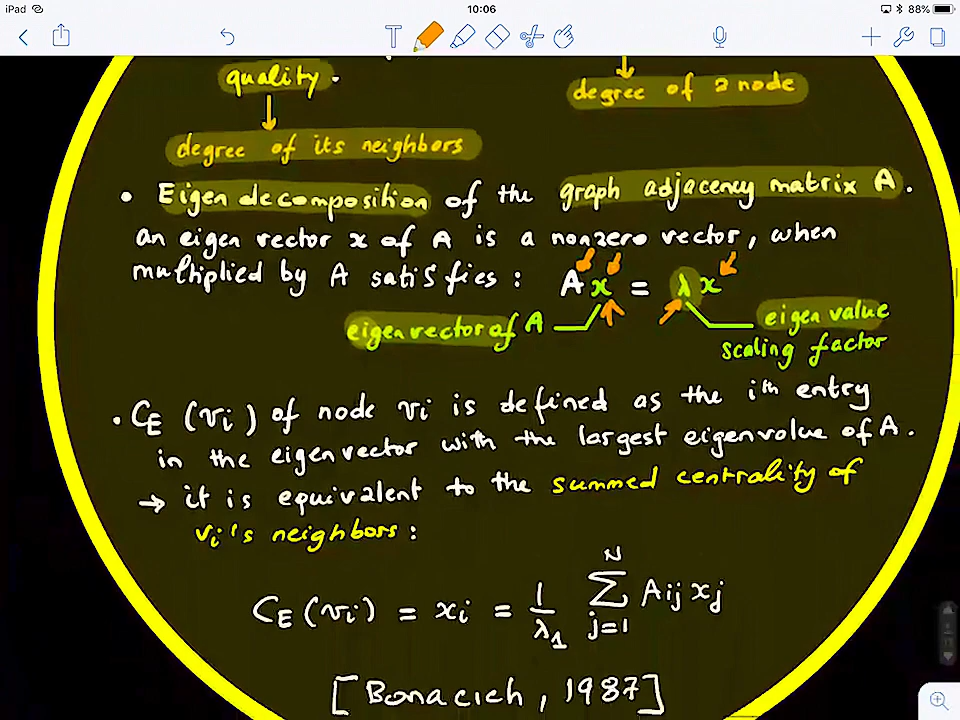 iPad
10:06
88%
T
quality.
degree of a node
degree of its neighbors
• Eigen decomposition of the graph adjacency matrix A.
an eigen vector x of A is a nonzero vector, when
multiplied by A satisfies : A x = λ x
eigen vector of A
eigen value
scaling factor
• CE (vi) of node vi is defined as the ith entry
in the eigenvector with the largest eigenvalue of A.
→ it is equivalent to the summed centrality of
vi's neighbors :
CE (vi) = xi = 1/λ1 ∑ j=1 N Aij xj
[Bonacich, 1987]